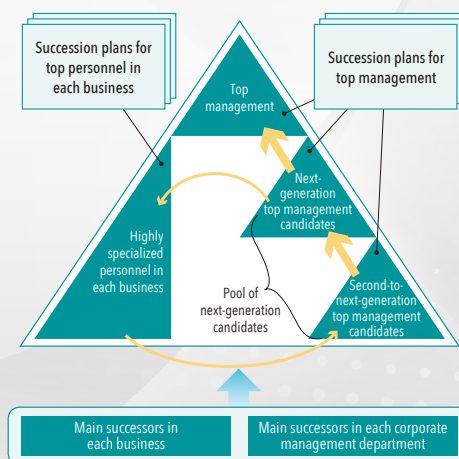 Succession plans for
top personnel in
each business
Succession plans for
top management
Top
management
Next-
generation
top management
candidates
Highly
specialized
personnel in
each business
Pool of
next-generation
candidates
Second-to-
next-generation
top management
candidates
Main successors in
each business
Main successors in each corporate
management department